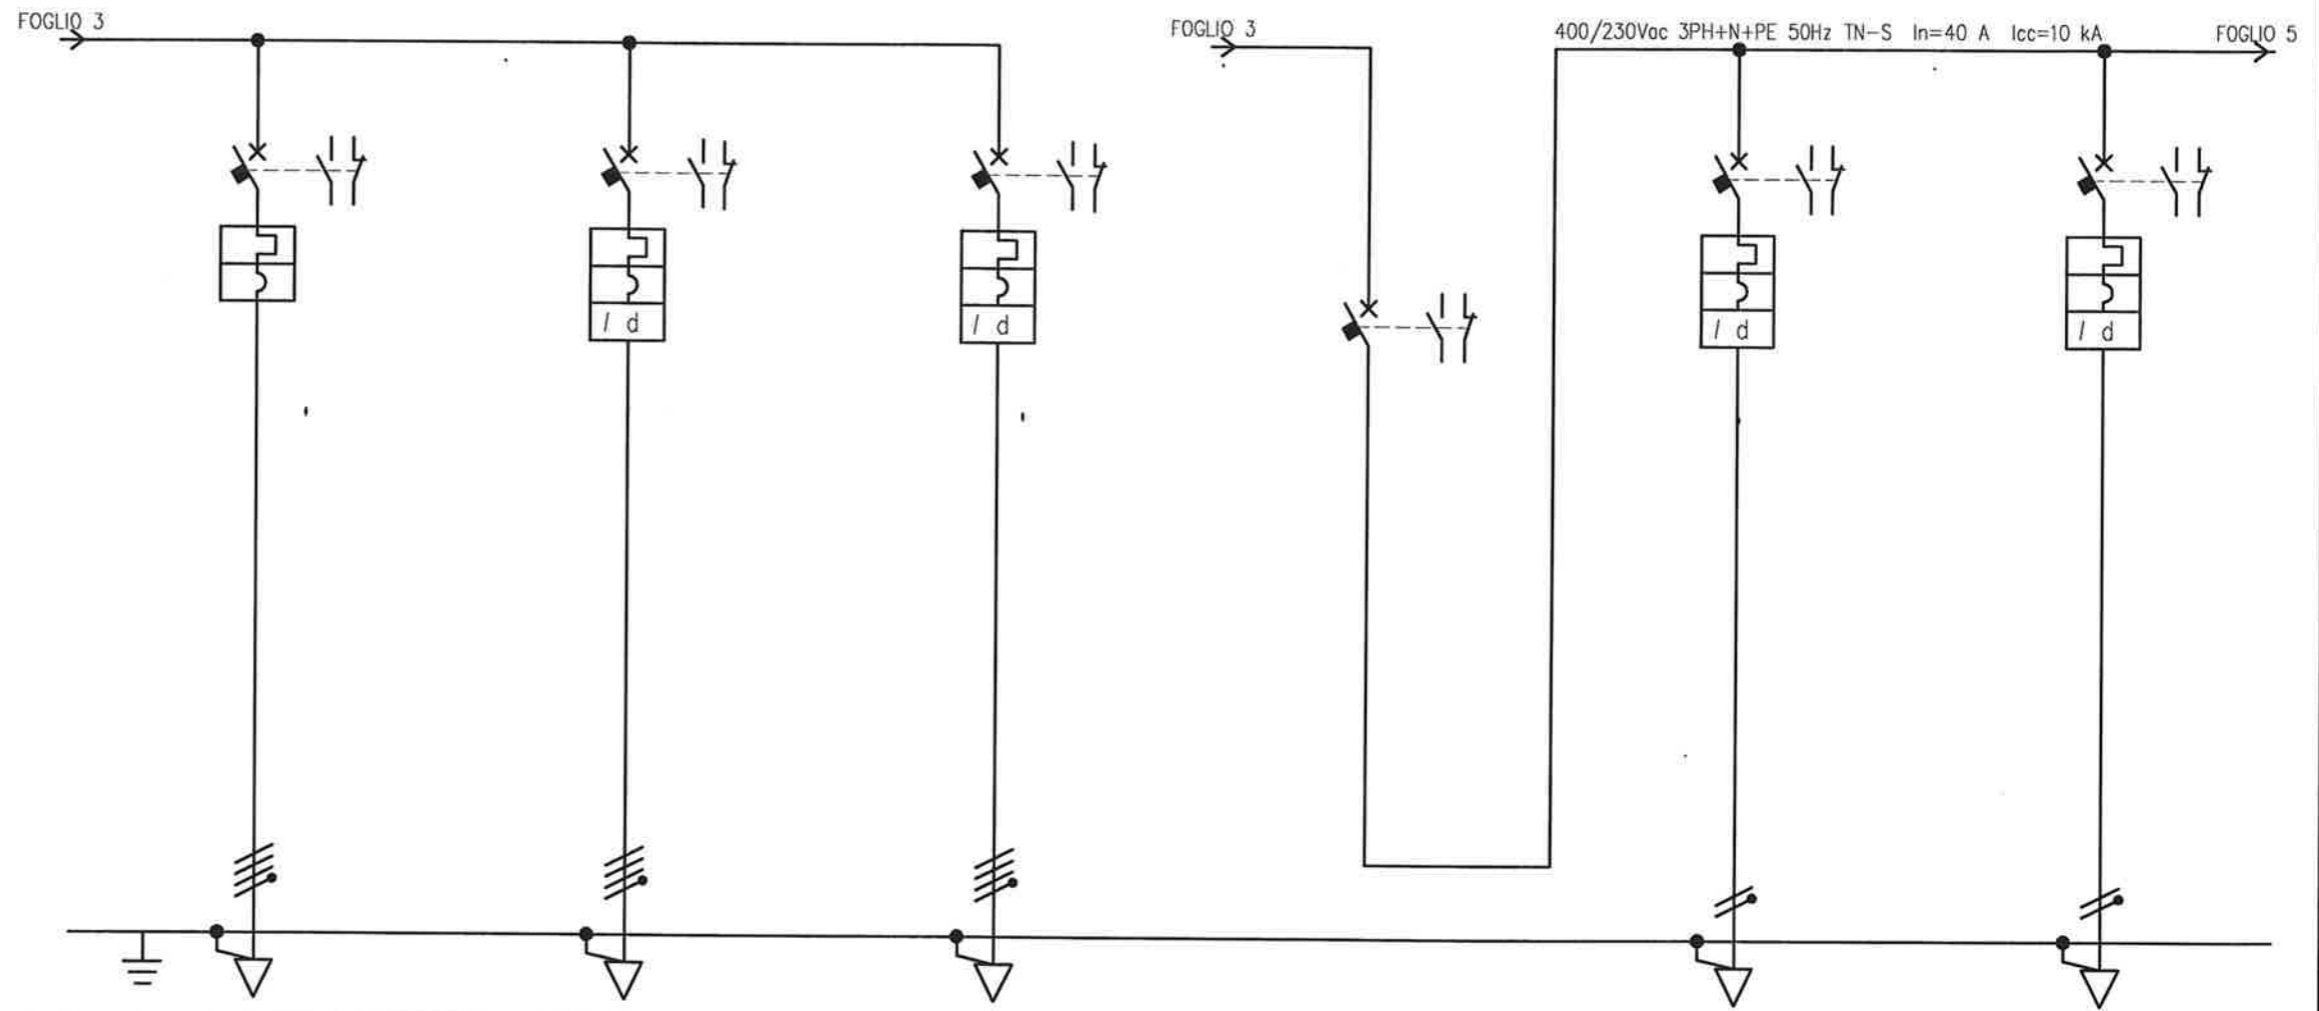 FOGLIO 3
FOGLIO 3
400/230Vac 3PH+N+PE 50Hz TN-S In=40 A Icc=10 kA
FOGLIO 5
I d
I d
I d
I d